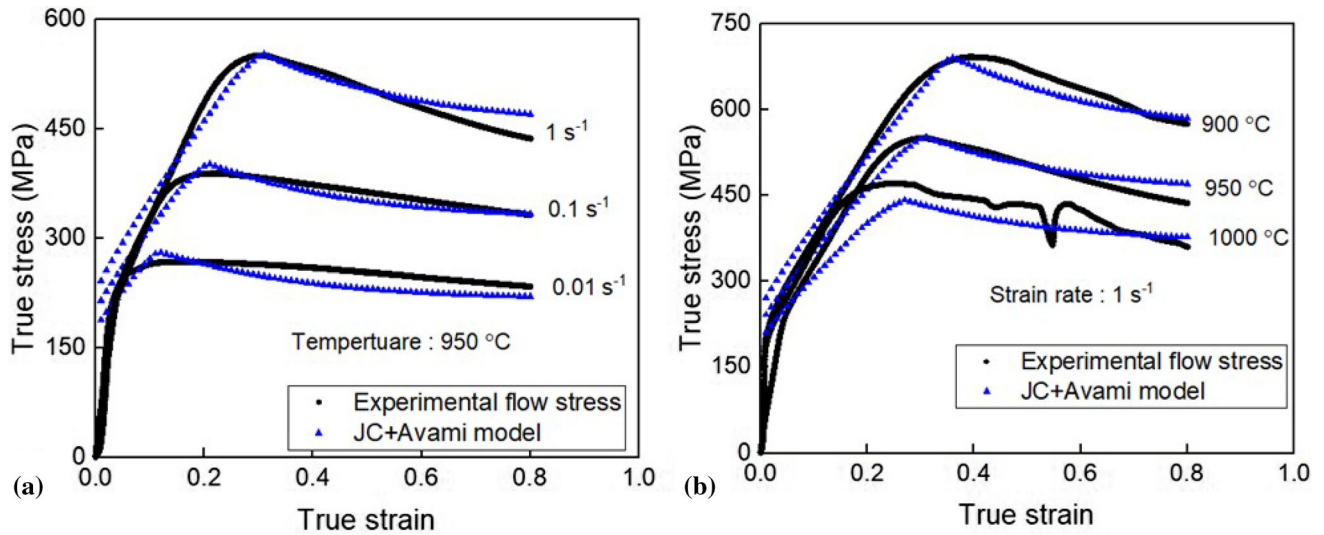 600
450
300
150
0
0.0 0.2 0.4 0.6 0.8 1.0
True stress (MPa)
True strain
1 s-1
0.1 s-1
0.01 s-1
Tempertuare : 950 °C
Experimental flow stress
JC+Avami model
(a)
750
600
450
300
150
0
0.0 0.2 0.4 0.6 0.8 1.0
True stress (MPa)
True strain
900 °C
950 °C
1000 °C
Strain rate : 1 s-1
Experimental flow stress
JC+Avami model
(b)